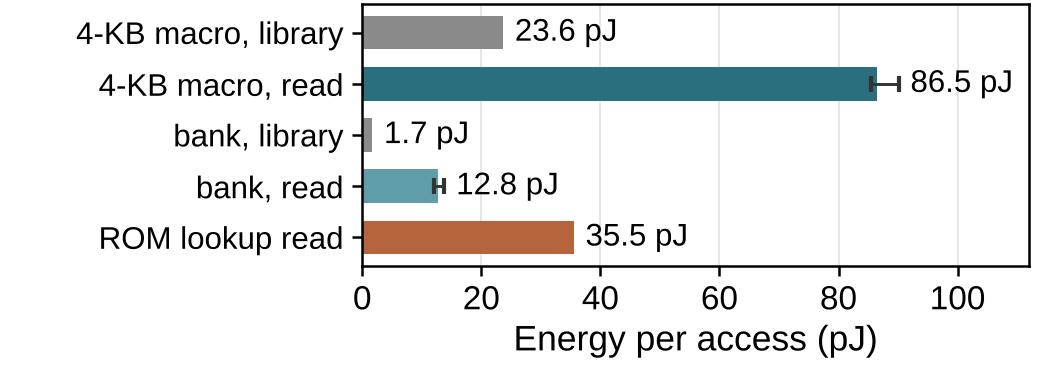 4-KB macro, library
23.6 pJ
4-KB macro, read
86.5 pJ
bank, library
1.7 pJ
bank, read
12.8 pJ
ROM lookup read
35.5 pJ
0 20 40 60 80 100
Energy per access (pJ)